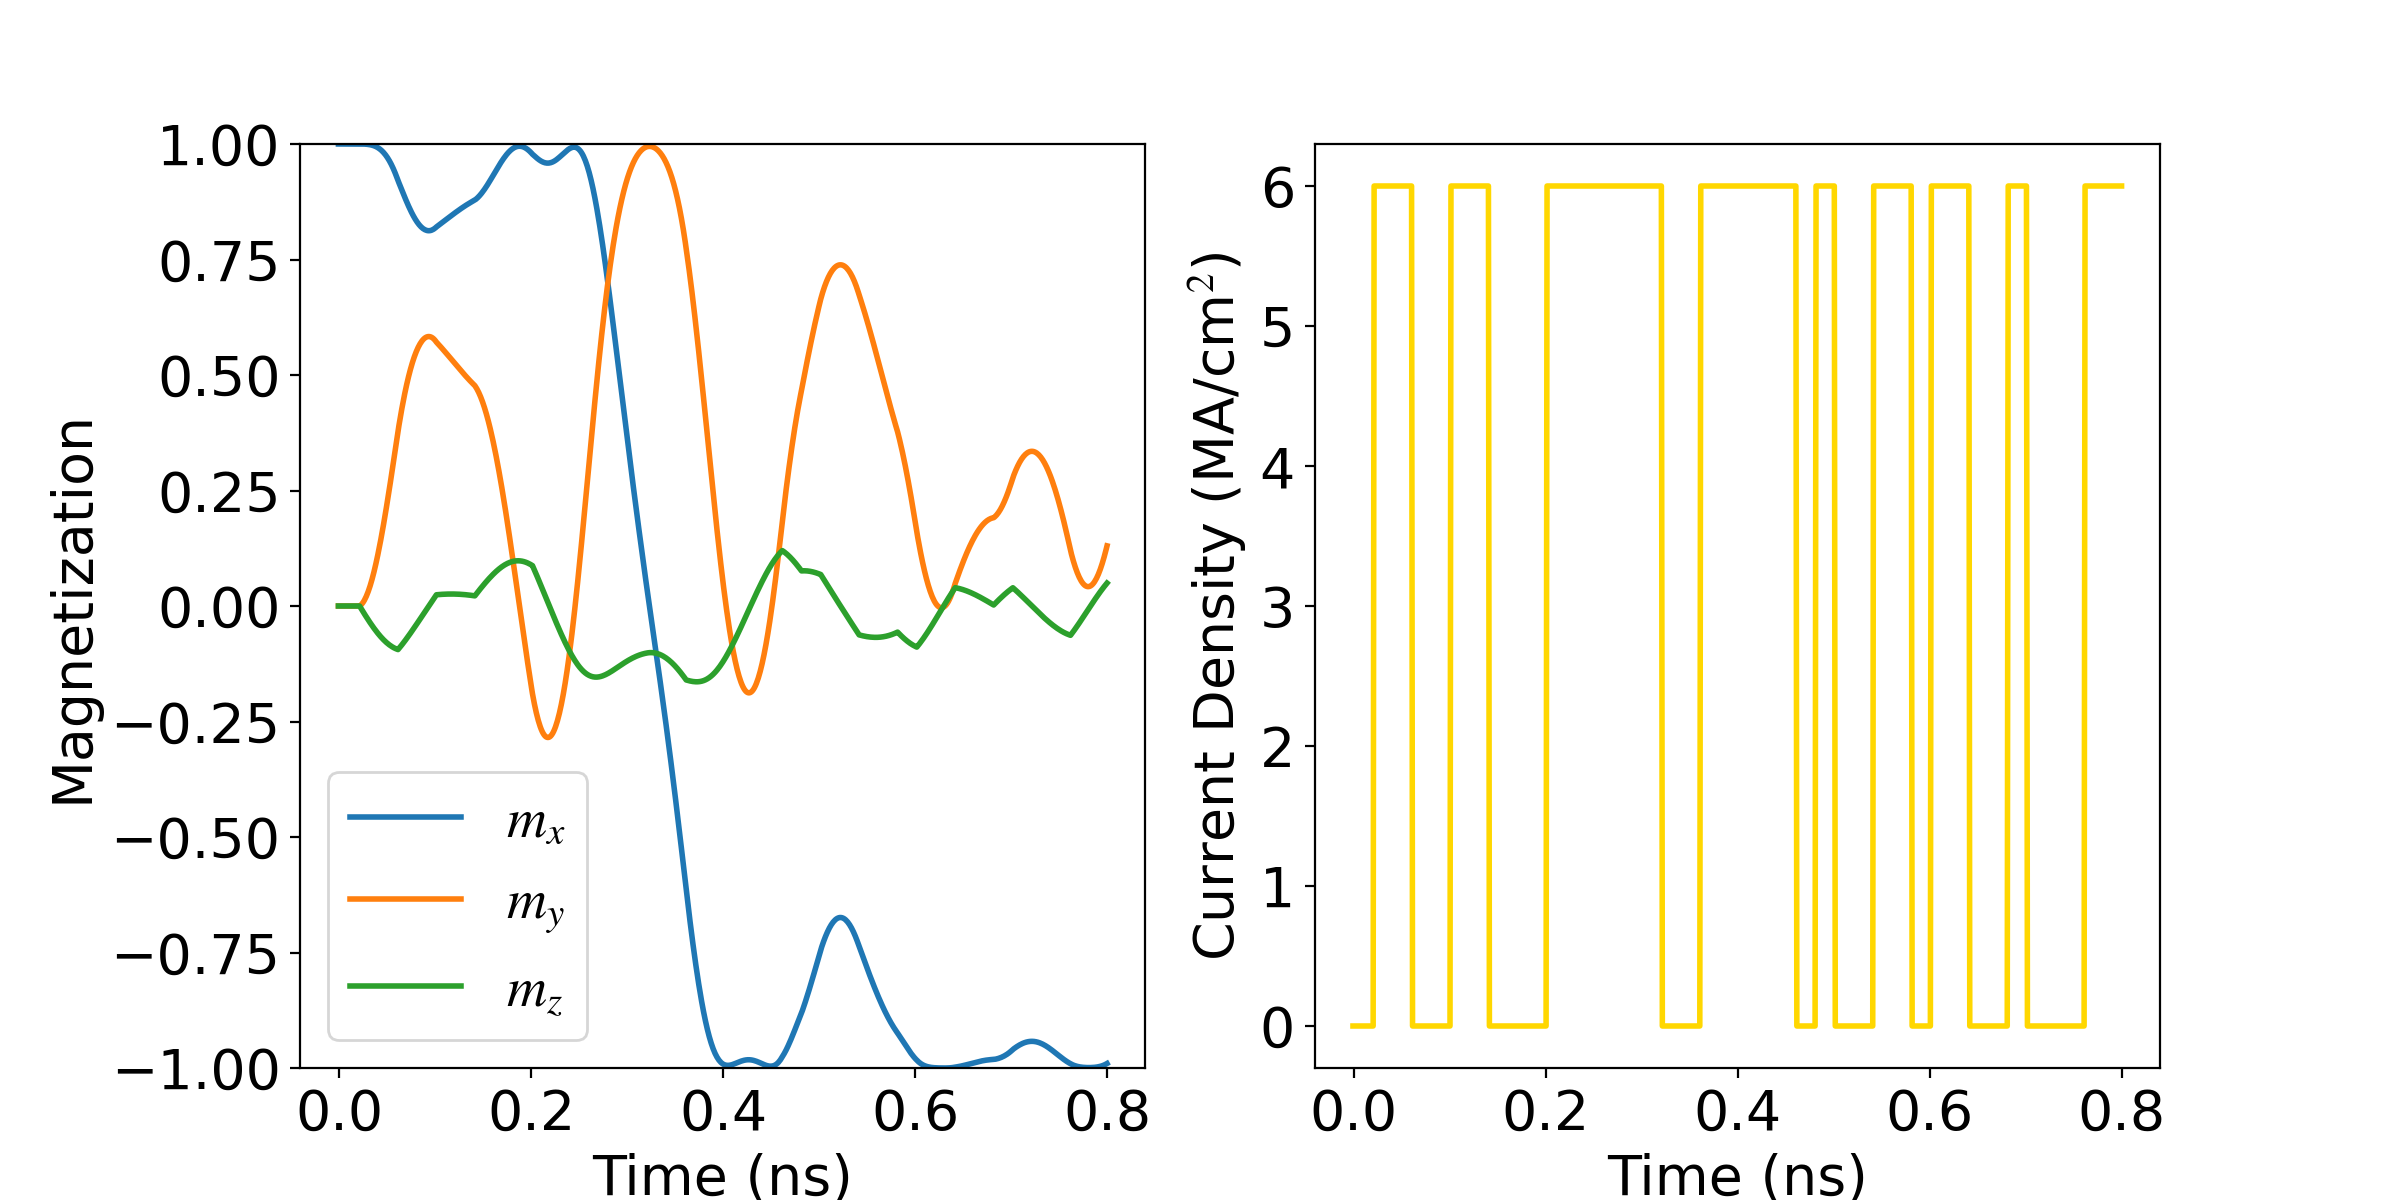 Magnetization
1.00
0.75
0.50
0.25
0.00
−0.25
−0.50
−0.75
−1.00
0.0 0.2 0.4 0.6 0.8
Time (ns)
mₓ
m_y
m_z
Current Density (MA/cm²)
6
5
4
3
2
1
0
0.0 0.2 0.4 0.6 0.8
Time (ns)